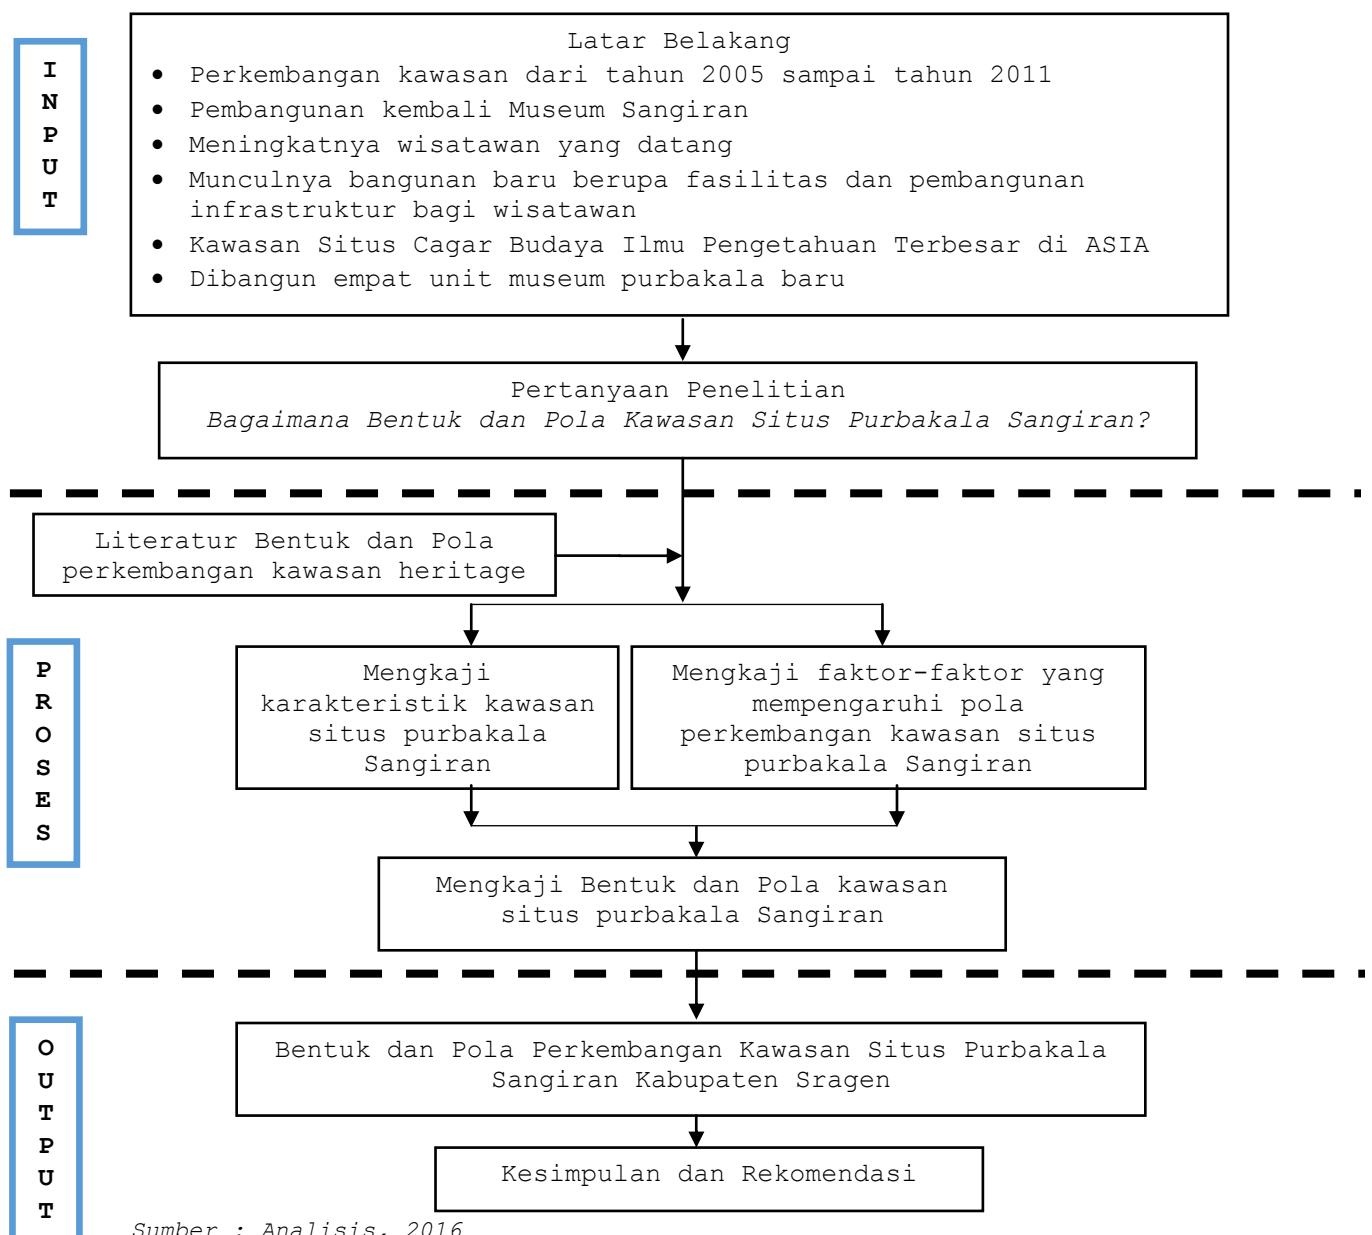 INPUT
Latar Belakang
• Perkembangan kawasan dari tahun 2005 sampai tahun 2011
• Pembangunan kembali Museum Sangiran
• Meningkatnya wisatawan yang datang
• Munculnya bangunan baru berupa fasilitas dan pembangunan
infrastruktur bagi wisatawan
• Kawasan Situs Cagar Budaya Ilmu Pengetahuan Terbesar di ASIA
• Dibangun empat unit museum purbakala baru
Pertanyaan Penelitian
Bagaimana Bentuk dan Pola Kawasan Situs Purbakala Sangiran?
Literatur Bentuk dan Pola
perkembangan kawasan heritage
PROSES
Mengkaji
karakteristik kawasan
situs purbakala
Sangiran
Mengkaji faktor-faktor yang
mempengaruhi pola
perkembangan kawasan situs
purbakala Sangiran
Mengkaji Bentuk dan Pola kawasan
situs purbakala Sangiran
OUTPUT
Bentuk dan Pola Perkembangan Kawasan Situs Purbakala
Sangiran Kabupaten Sragen
Kesimpulan dan Rekomendasi
Sumber : Analisis, 2016